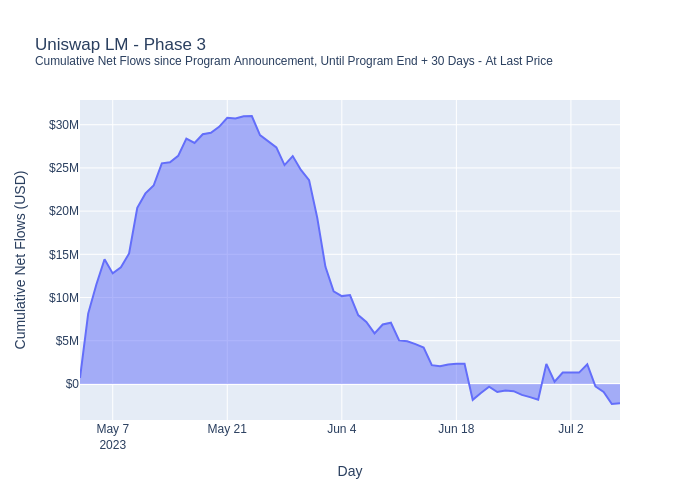 Uniswap LM - Phase 3
Cumulative Net Flows since Program Announcement, Until Program End + 30 Days - At Last Price
Cumulative Net Flows (USD)
$30M
$25M
$20M
$15M
$10M
$5M
$0
May 7
2023
May 21
Jun 4
Jun 18
Jul 2
Day